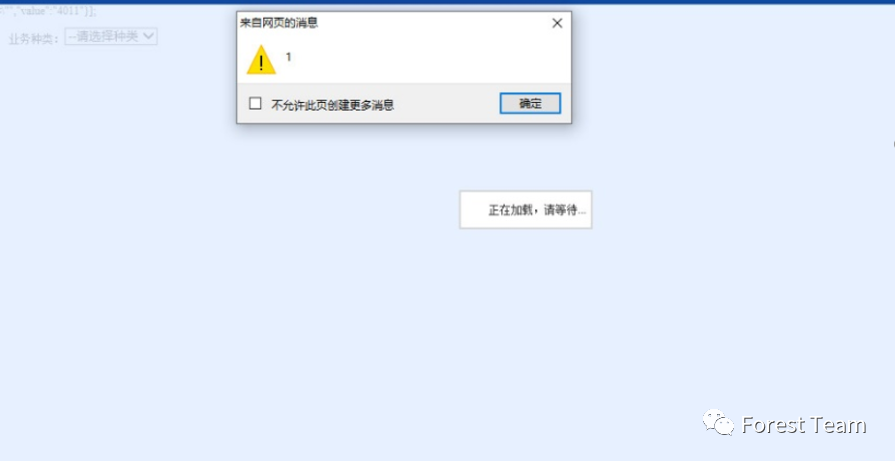 ="","value":"4011"}];
业务种类： --请选择种类
来自网页的消息
1
不允许此页创建更多消息
确定
正在加载，请等待...
Forest Team